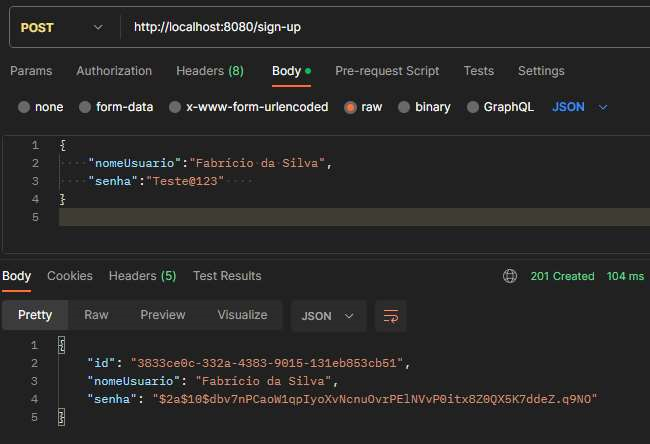 POST http://localhost:8080/sign-up
Params Authorization Headers (8) Body Pre-request Script Tests Settings
none form-data x-www-form-urlencoded raw binary GraphQL JSON
1 {
2 "nomeUsuario":"Fabrício da Silva",
3 "senha":"Teste@123"
4 }
5
Body Cookies Headers (5) Test Results 201 Created 104 ms
Pretty Raw Preview Visualize JSON
1 {
2 "id": "3833ce0c-332a-4383-9015-131eb853cb51",
3 "nomeUsuario": "Fabrício da Silva",
4 "senha": "$2a$10$dbv7nPCaoW1qpIyoXvNcnuOvrPElNVvP0itx8Z0QX5K7ddeZ.q9NO"
5 }